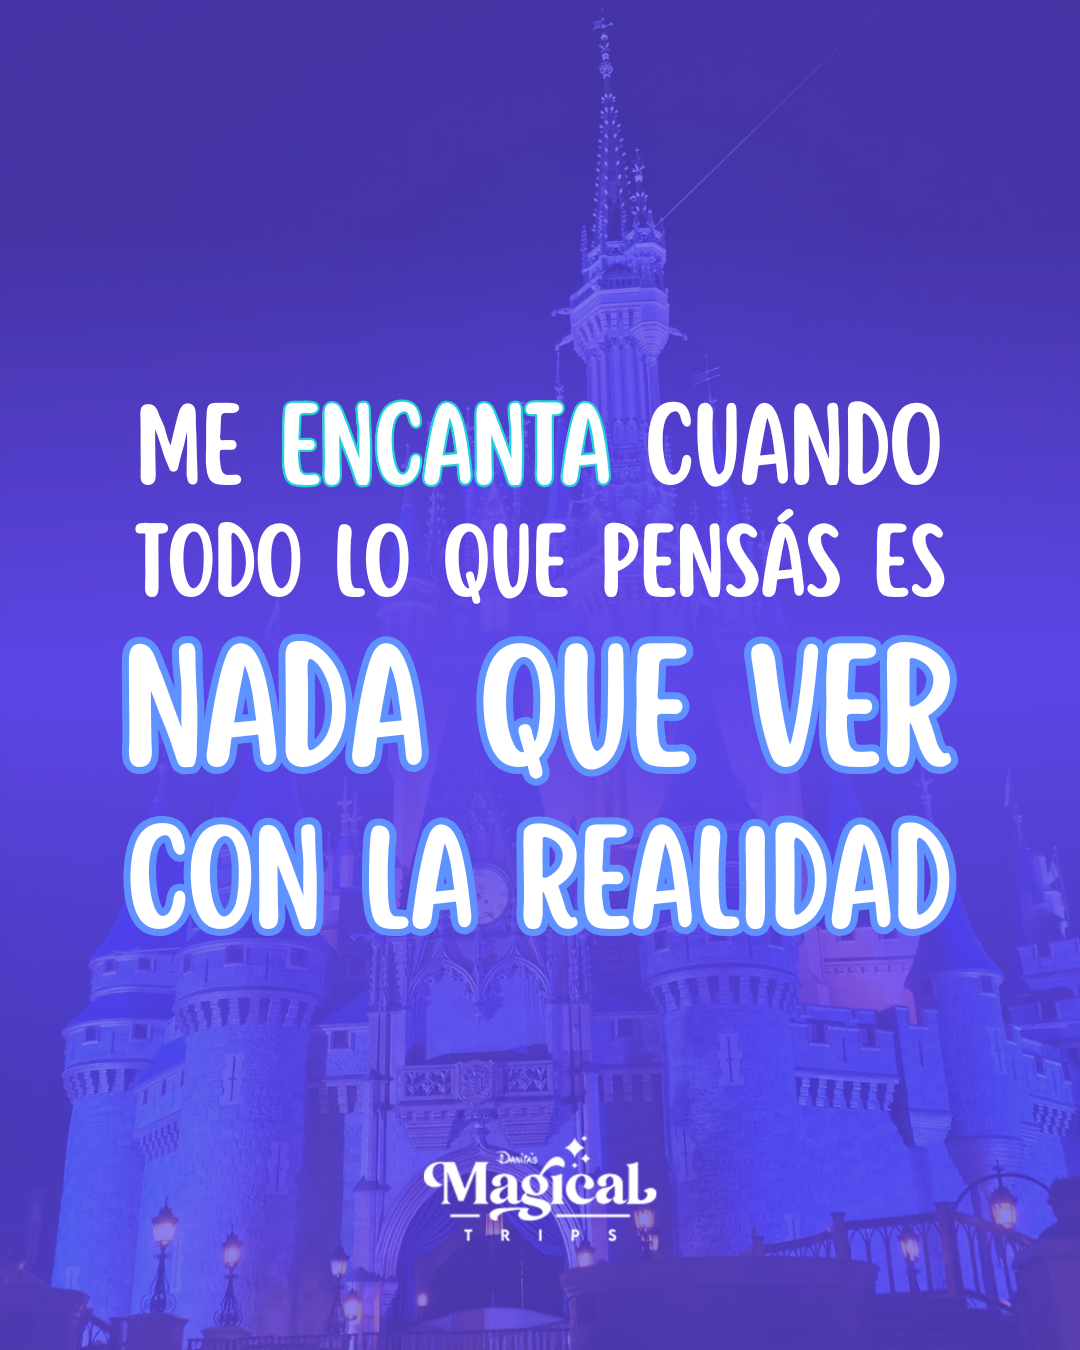 ME ENCANTA CUANDO
TODO LO QUE PENSÁS ES
NADA QUE VER
CON LA REALIDAD
DANITA'S
Magical
TRIPS